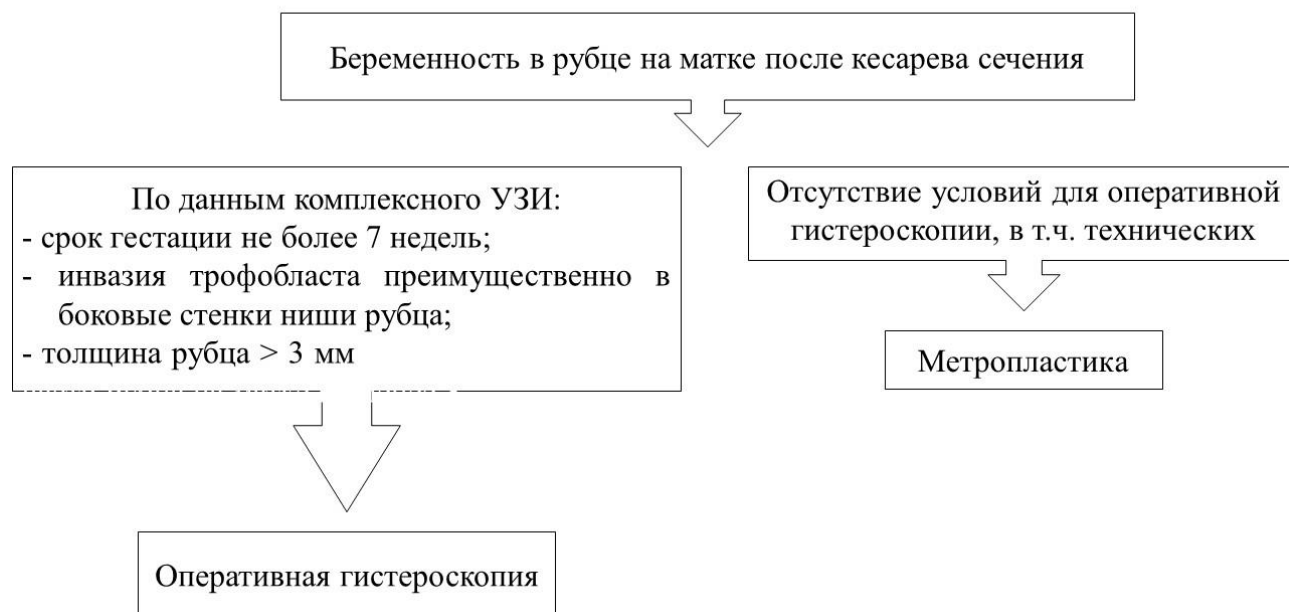 Беременность в рубце на матке после кесарева сечения
По данным комплексного УЗИ:
- срок гестации не более 7 недель;
- инвазия трофобласта преимущественно в
боковые стенки ниши рубца;
- толщина рубца > 3 мм
Отсутствие условий для оперативной
гистероскопии, в т.ч. технических
Метропластика
Оперативная гистероскопия